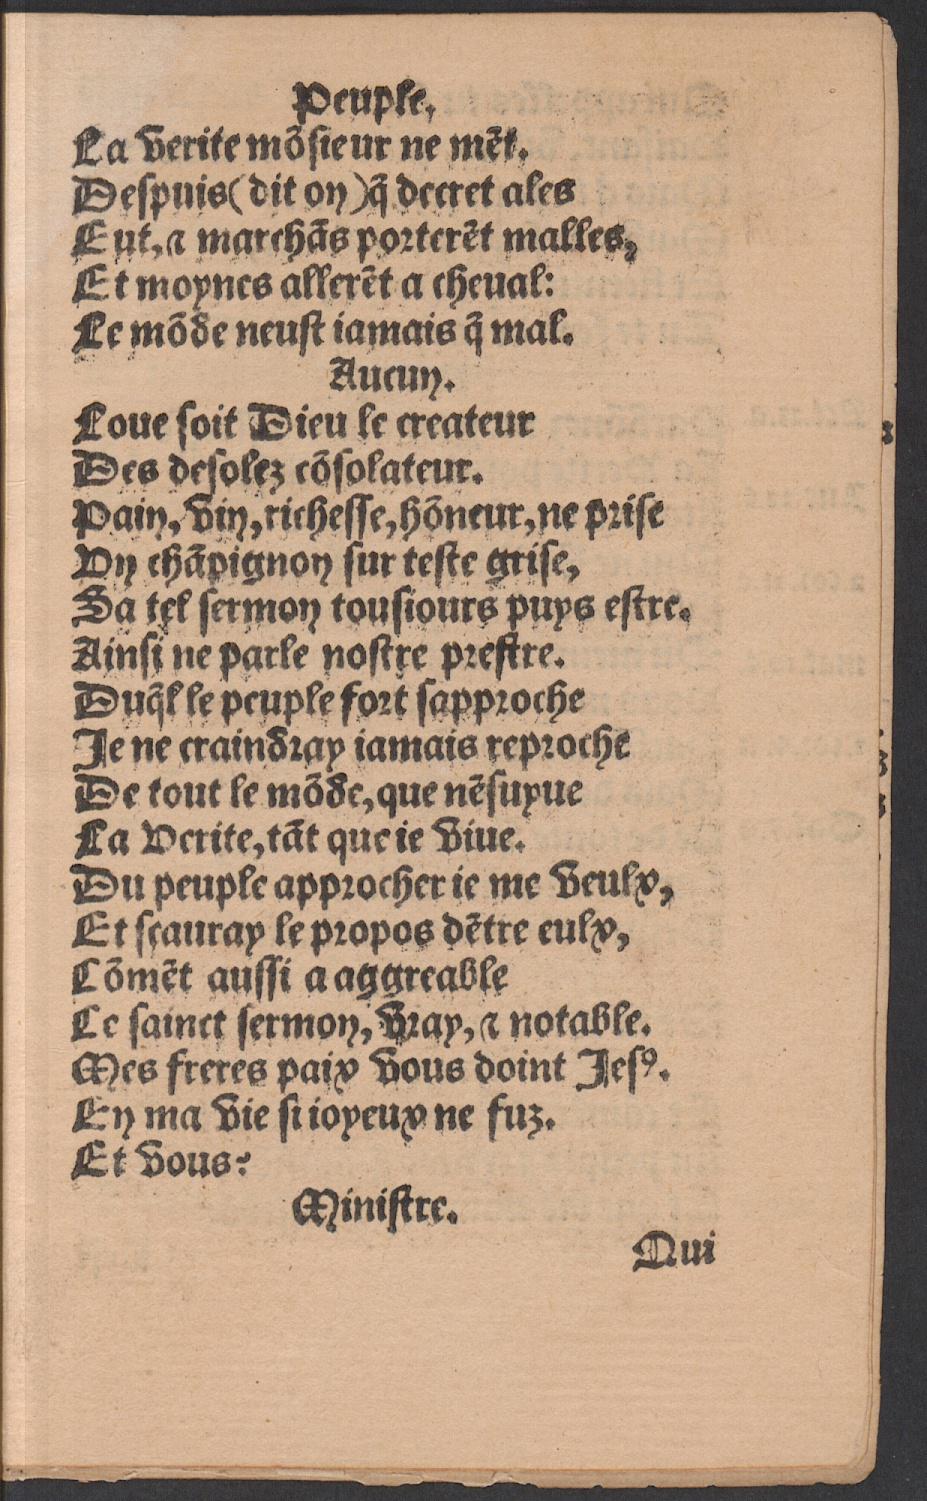 Peuple.
La verite mõsieur ne mẽt.
Despuis (dit on) q̃ decret ales
Eut, ⁊ marchãs porterẽt malles,
Et moynes allerẽt a cheual:
Le mõde neust iamais q̃ mal.
Aucun.
Loue soit Dieu le createur
Des desolez cõsolateur.
Pain, vin, richesse, hõneur, ne prise
Vn chãpignon sur teste grise,
Sa tel sermon tousiours puys estre.
Ainsi ne parle nostre prestre.
Duq̃l le peuple fort sapproche
Je ne craindray iamais reproche
De tout le mõde, que nẽsuyue
La Verite, tãt que ie viue.
Du peuple approcher ie me veulx,
Et scauray le propos dẽtre eulx,
Cõmẽt aussi a aggreable
Ce sainct sermon, vray, ⁊ notable.
Mes freres paix vous doint Jesꝰ.
En ma vie si ioyeux ne fuz.
Et vous?
Ministre.
Qui